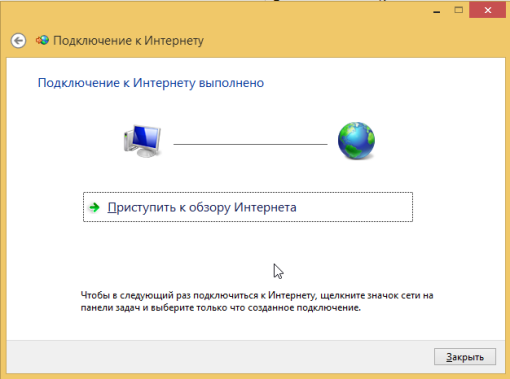 Подключение к Интернету
Подключение к Интернету выполнено
Приступить к обзору Интернета
Чтобы в следующий раз подключиться к Интернету, щелкните значок сети на
панели задач и выберите только что созданное подключение.
Закрыть